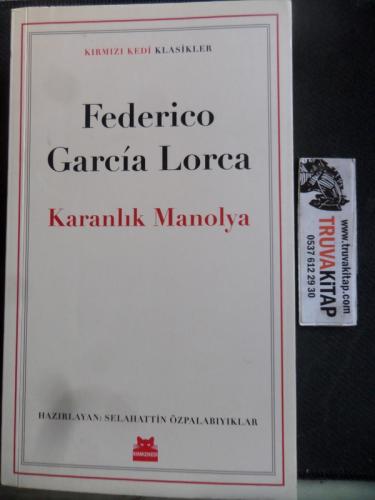 KIRMIZI KEDİ KLASİKLER
Federico
García Lorca
Karanlık Manolya
HAZIRLAYAN: SELAHATTİN ÖZPALABIYIKLAR
KIRMIZIKEDİ
www.truvakitap.com
TRUVAKİTAP
0537 612 29 30